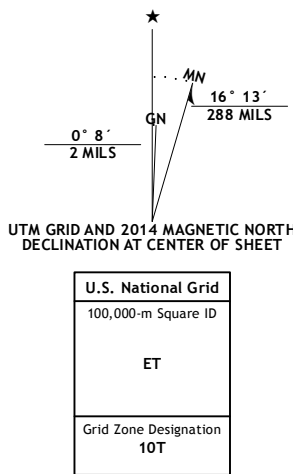 ★
MN
GN
16° 13´
288 MILS
0° 8´
2 MILS
UTM GRID AND 2014 MAGNETIC NORTH
DECLINATION AT CENTER OF SHEET
U.S. National Grid
100,000-m Square ID
ET
Grid Zone Designation
10T